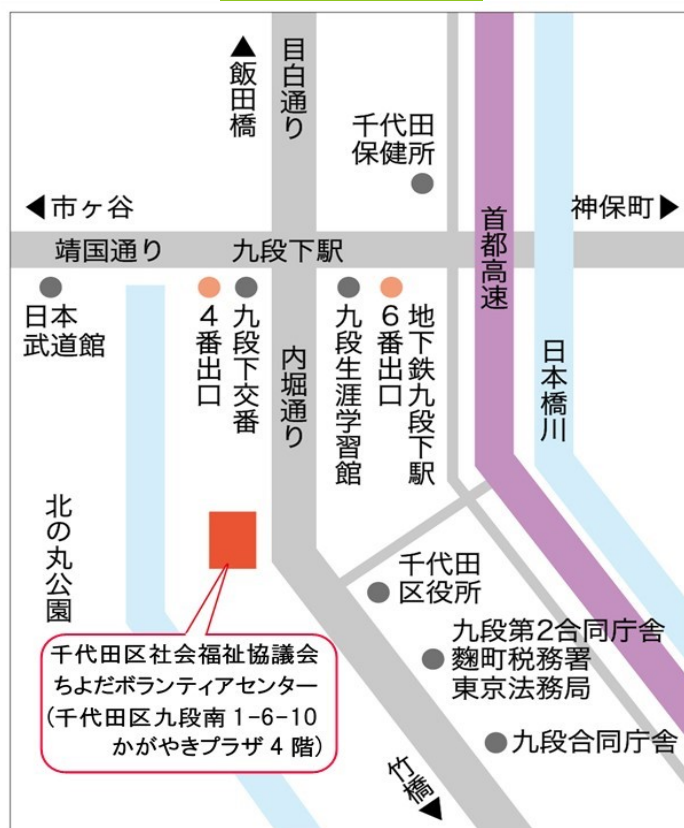 ▲飯田橋
目白通り
千代田
保健所
◀市ヶ谷
神保町▶
靖国通り
九段下駅
首都高速
日本
武道館
4番出口
九段下交番
内堀通り
九段生涯学習館
6番出口
地下鉄九段下駅
日本橋川
北の丸公園
千代田
区役所
千代田区社会福祉協議会
ちよだボランティアセンター
(千代田区九段南1-6-10
かがやきプラザ4階)
九段第2合同庁舎
麴町税務署
東京法務局
九段合同庁舎
竹橋▼